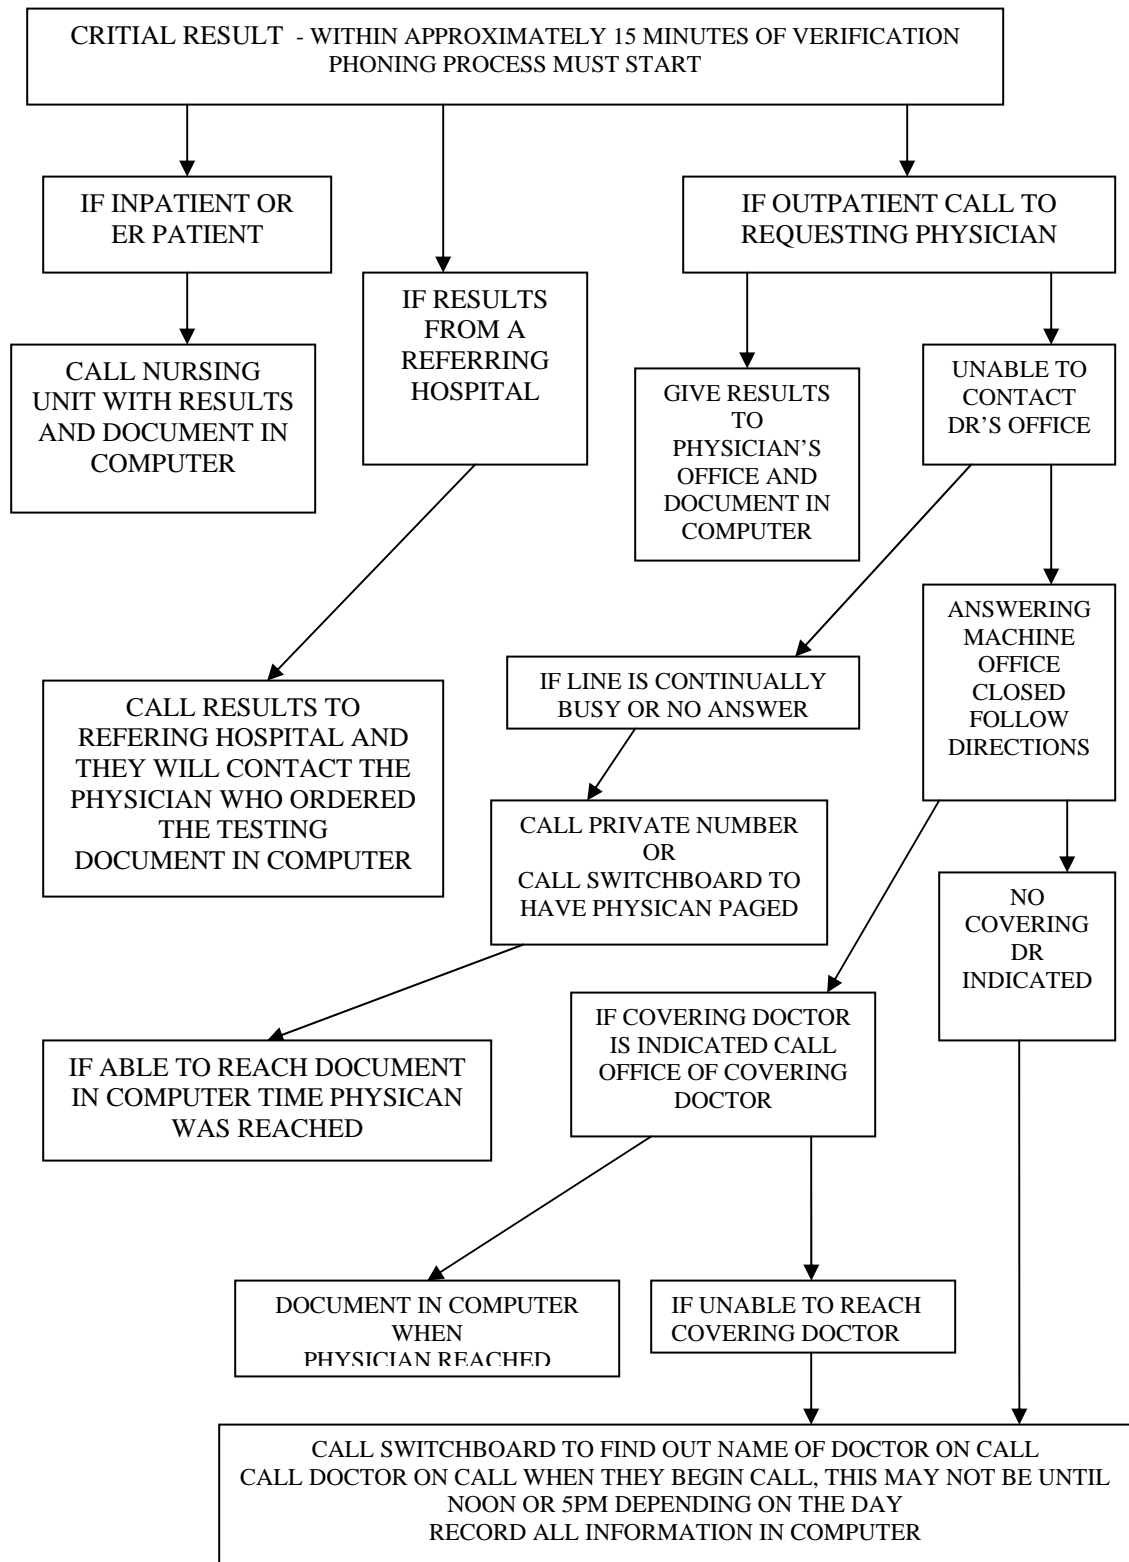 CRITIAL RESULT - WITHIN APPROXIMATELY 15 MINUTES OF VERIFICATION
PHONING PROCESS MUST START
IF INPATIENT OR
ER PATIENT
IF OUTPATIENT CALL TO
REQUESTING PHYSICIAN
IF RESULTS
FROM A
REFERRING
HOSPITAL
CALL NURSING
UNIT WITH RESULTS
AND DOCUMENT IN
COMPUTER
GIVE RESULTS
TO
PHYSICIAN'S
OFFICE AND
DOCUMENT IN
COMPUTER
UNABLE TO
CONTACT
DR'S OFFICE
ANSWERING
MACHINE
OFFICE
CLOSED
FOLLOW
DIRECTIONS
IF LINE IS CONTINUALLY
BUSY OR NO ANSWER
CALL RESULTS TO
REFERING HOSPITAL AND
THEY WILL CONTACT THE
PHYSICIAN WHO ORDERED
THE TESTING
DOCUMENT IN COMPUTER
CALL PRIVATE NUMBER
OR
CALL SWITCHBOARD TO
HAVE PHYSICAN PAGED
NO
COVERING
DR
INDICATED
IF COVERING DOCTOR
IS INDICATED CALL
OFFICE OF COVERING
DOCTOR
IF ABLE TO REACH DOCUMENT
IN COMPUTER TIME PHYSICAN
WAS REACHED
DOCUMENT IN COMPUTER
WHEN
PHYSICIAN REACHED
IF UNABLE TO REACH
COVERING DOCTOR
CALL SWITCHBOARD TO FIND OUT NAME OF DOCTOR ON CALL
CALL DOCTOR ON CALL WHEN THEY BEGIN CALL, THIS MAY NOT BE UNTIL
NOON OR 5PM DEPENDING ON THE DAY
RECORD ALL INFORMATION IN COMPUTER